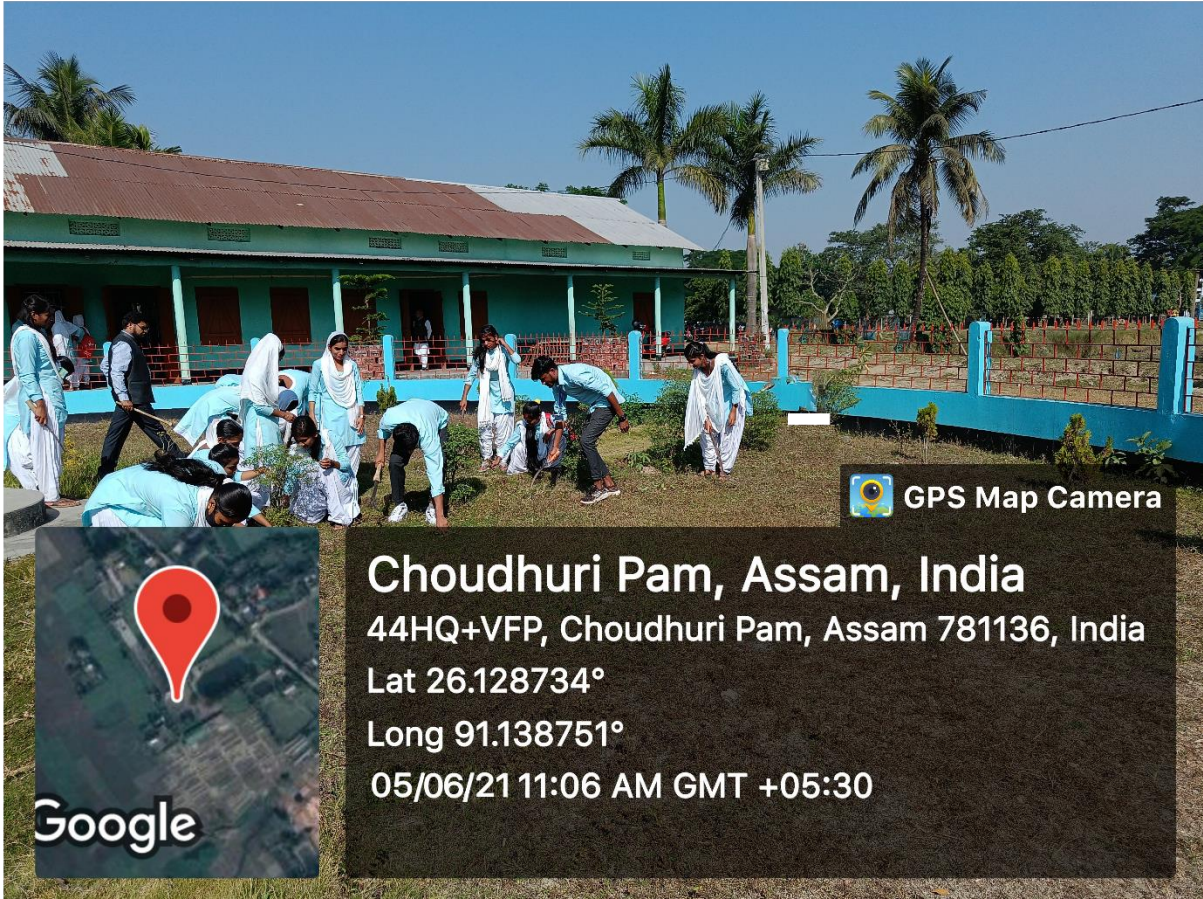 GPS Map Camera
Choudhuri Pam, Assam, India
44HQ+VFP, Choudhuri Pam, Assam 781136, India
Lat 26.128734°
Long 91.138751°
05/06/21 11:06 AM GMT +05:30
Google